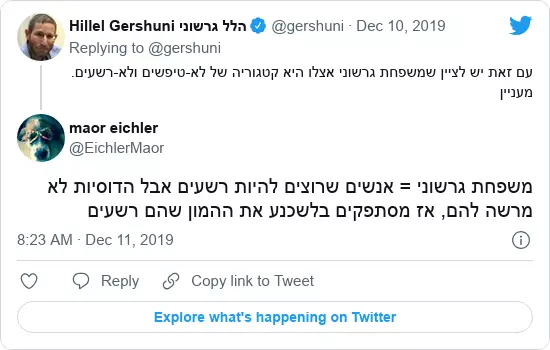 Hillel Gershuni הלל גרשוני @gershuni · Dec 10, 2019
Replying to @gershuni
עם זאת יש לציין שמשפחת גרשוני אצלו היא קטגוריה של לא-טיפשים ולא-רשעים.
מעניין
maor eichler
@EichlerMaor
משפחת גרשוני = אנשים שרוצים להיות רשעים אבל הדוסיות לא
מרשה להם, אז מסתפקים בלשכנע את ההמון שהם רשעים
8:23 AM · Dec 11, 2019
Reply Copy link to Tweet
Explore what's happening on Twitter